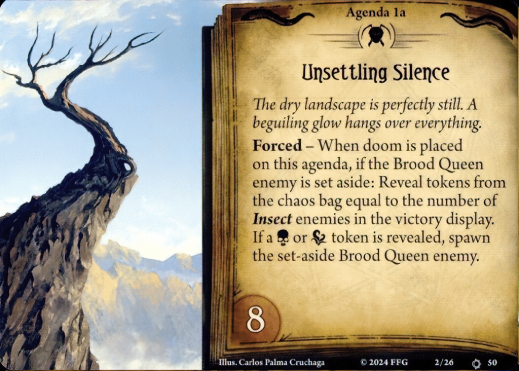 Agenda 1a
Unsettling Silence
The dry landscape is perfectly still. A
beguiling glow hangs over everything.
Forced – When doom is placed
on this agenda, if the Brood Queen
enemy is set aside: Reveal tokens from
the chaos bag equal to the number of
Insect enemies in the victory display.
If a or token is revealed, spawn
the set-aside Brood Queen enemy.
8
Illus. Carlos Palma Cruchaga © 2024 FFG 2/26 50